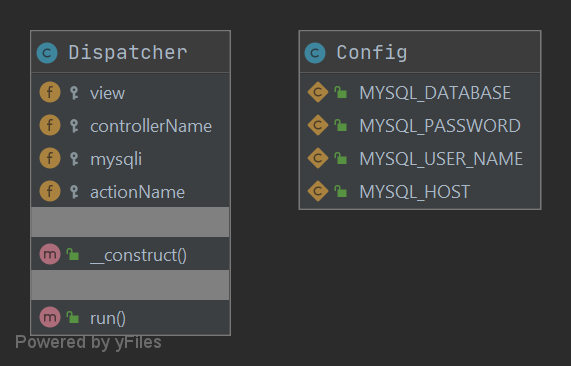 Dispatcher
view
controllerName
mysqli
actionName
__construct()
run()
Config
MYSQL_DATABASE
MYSQL_PASSWORD
MYSQL_USER_NAME
MYSQL_HOST
Powered by yFiles